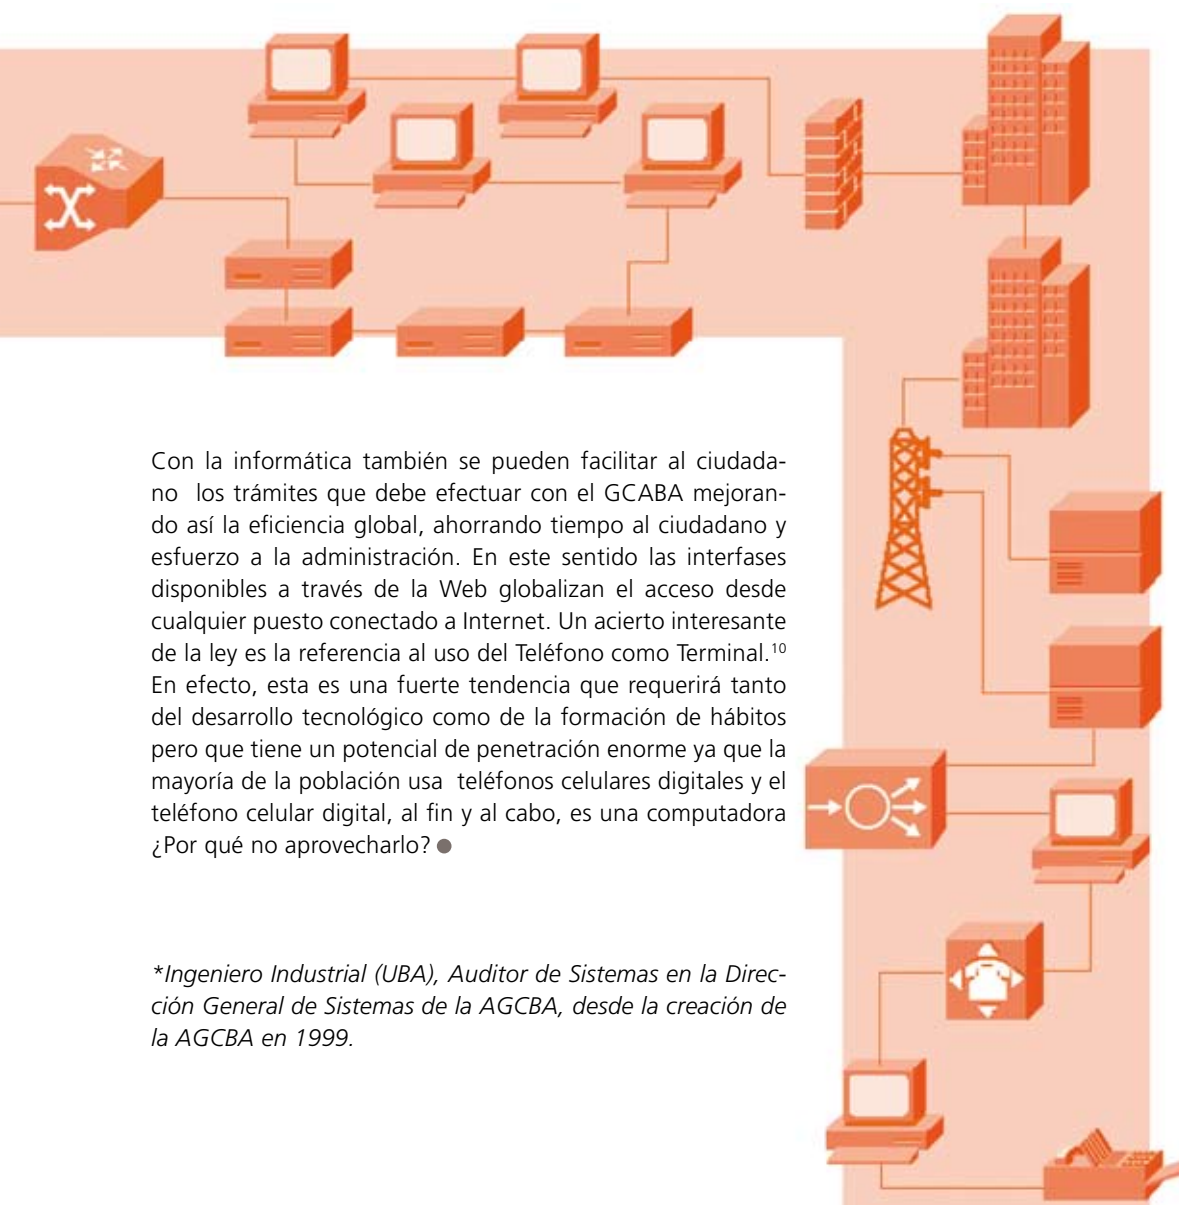 Con la informática también se pueden facilitar al ciudada-
no  los trámites que debe efectuar con el GCABA mejoran-
do así la eficiencia global, ahorrando tiempo al ciudadano y
esfuerzo a la administración. En este sentido las interfases
disponibles a través de la Web globalizan el acceso desde
cualquier puesto conectado a Internet. Un acierto interesante
de la ley es la referencia al uso del Teléfono como Terminal.¹⁰
En efecto, esta es una fuerte tendencia que requerirá tanto
del desarrollo tecnológico como de la formación de hábitos
pero que tiene un potencial de penetración enorme ya que la
mayoría de la población usa  teléfonos celulares digitales y el
teléfono celular digital, al fin y al cabo, es una computadora
¿Por qué no aprovecharlo? ●
*Ingeniero Industrial (UBA), Auditor de Sistemas en la Direc-
ción General de Sistemas de la AGCBA, desde la creación de
la AGCBA en 1999.